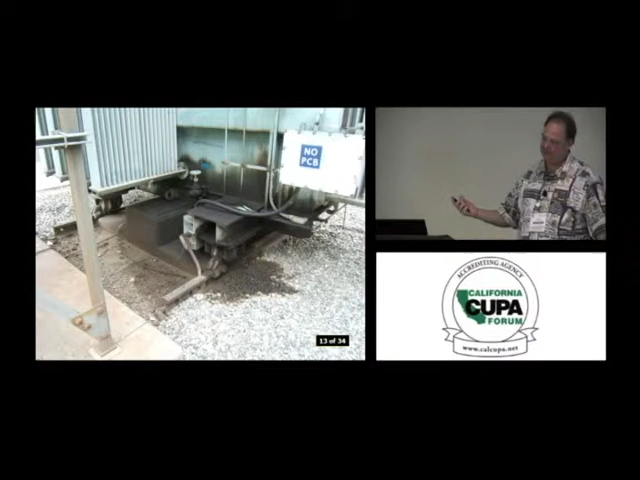 NO
PCB
13 of 34
ACCREDITING AGENCY
CALIFORNIA
CUPA
FORUM
www.calcupa.net